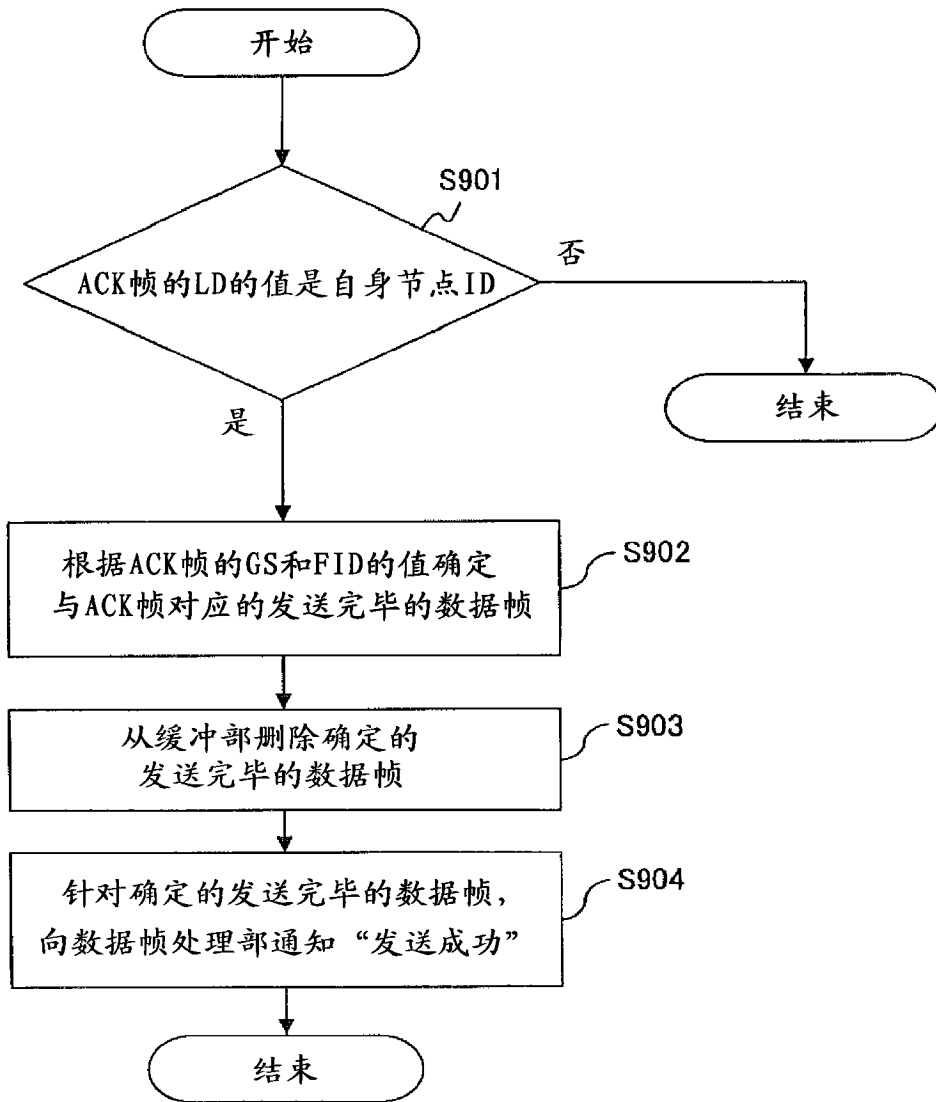 开始
S901
ACK帧的LD的值是自身节点ID
否
结束
是
根据ACK帧的GS和FID的值确定
与ACK帧对应的发送完毕的数据帧
S902
从缓冲部删除确定的
发送完毕的数据帧
S903
针对确定的发送完毕的数据帧,
向数据帧处理部通知“发送成功”
S904
结束